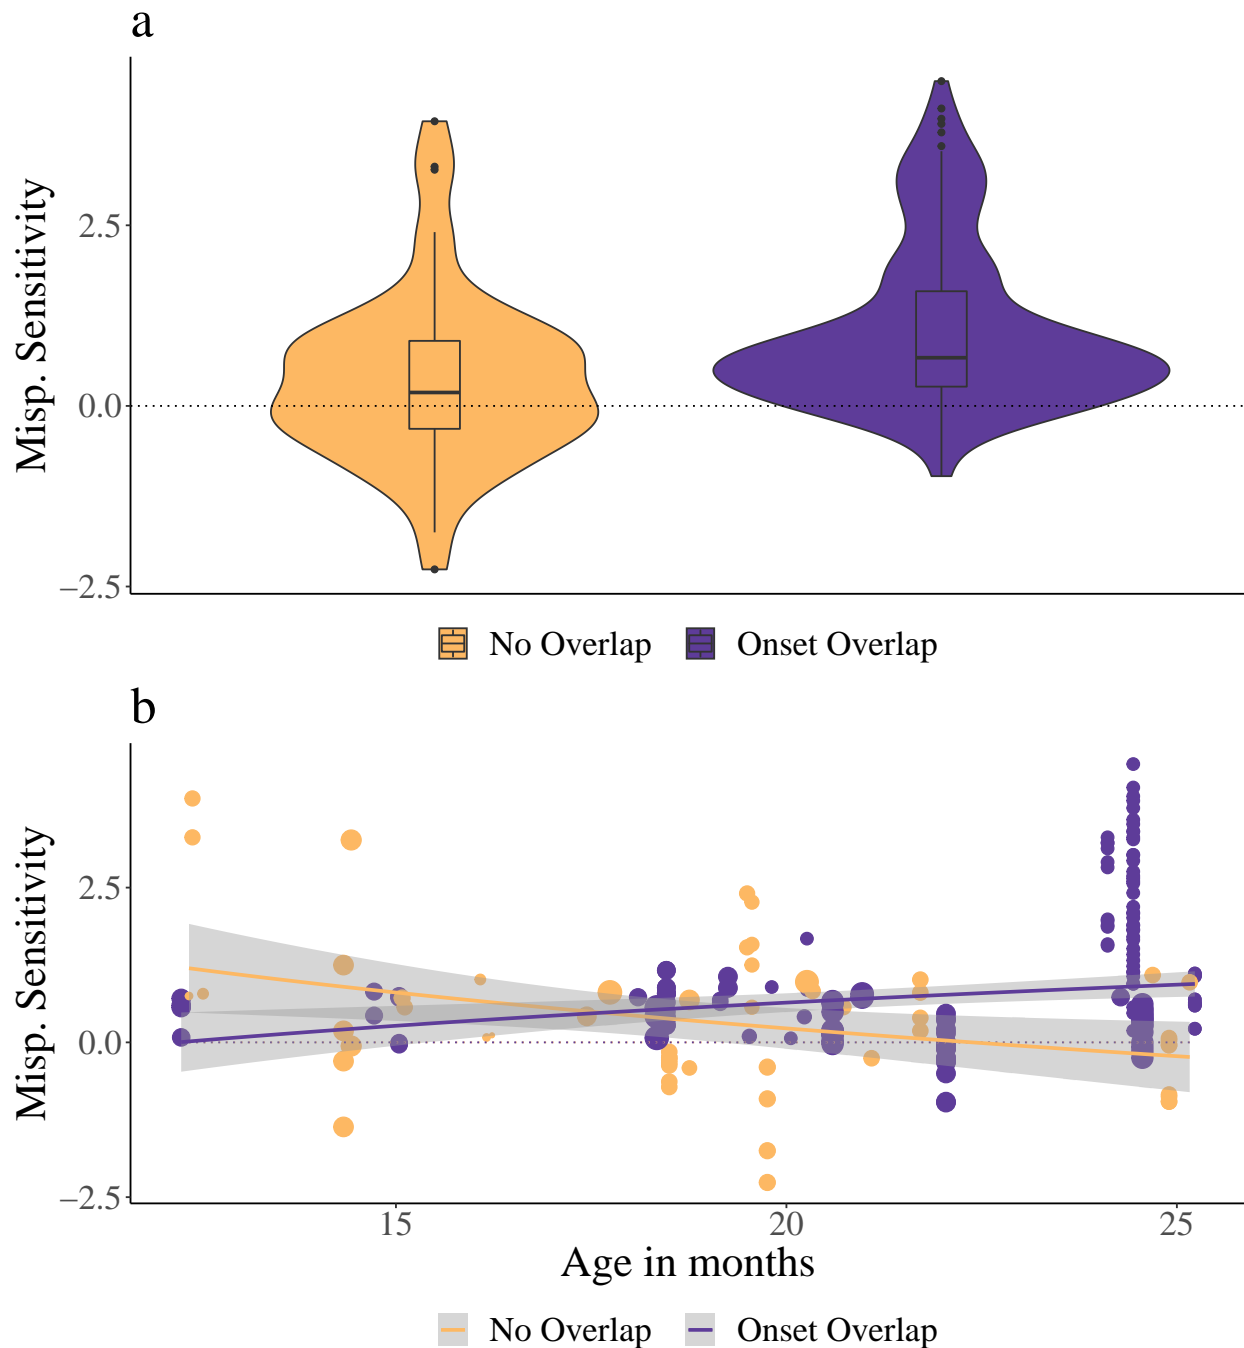 a
Misp. Sensitivity
2.5
0.0
−2.5
No Overlap Onset Overlap
b
Misp. Sensitivity
2.5
0.0
−2.5
15 20 25
Age in months
No Overlap Onset Overlap